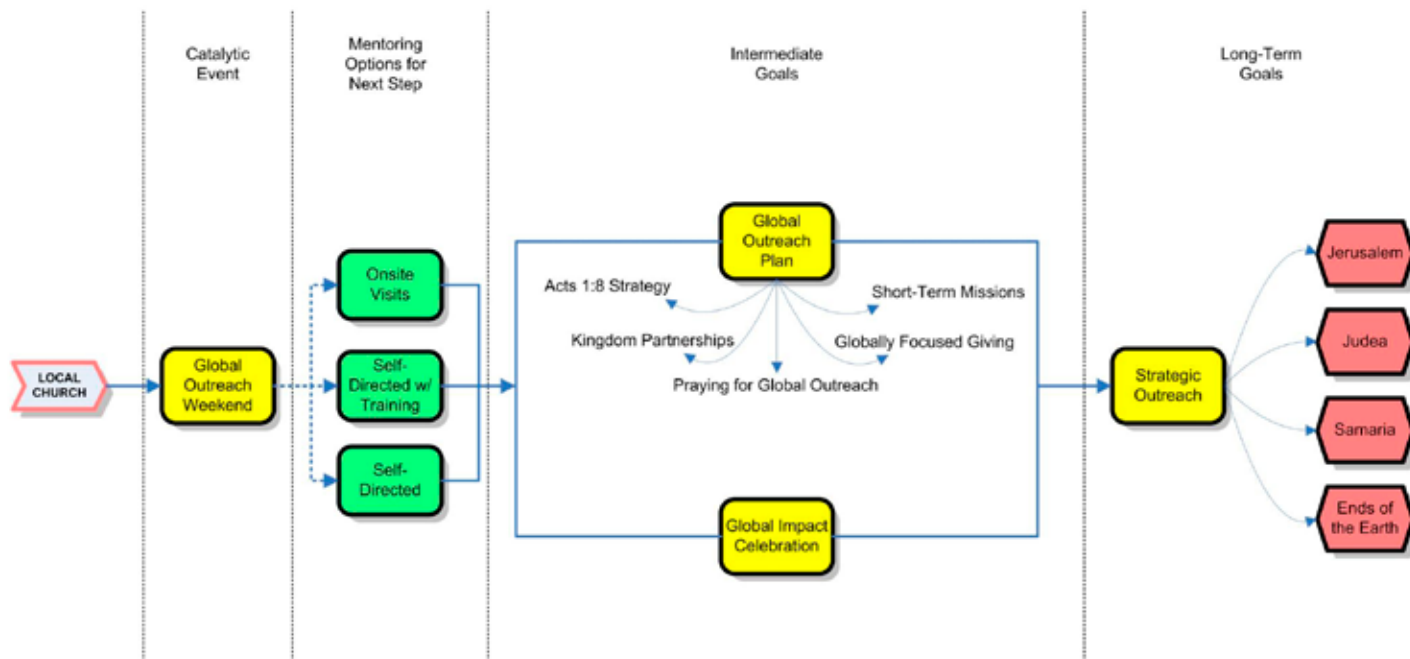 Catalytic
Event
Mentoring
Options for
Next Step
Intermediate
Goals
Long-Term
Goals
LOCAL
CHURCH
Global
Outreach
Weekend
Onsite
Visits
Self-
Directed w/
Training
Self-
Directed
Global
Outreach
Plan
Acts 1:8 Strategy
Short-Term Missions
Kingdom Partnerships
Globally Focused Giving
Praying for Global Outreach
Global Impact
Celebration
Strategic
Outreach
Jerusalem
Judea
Samaria
Ends of
the Earth